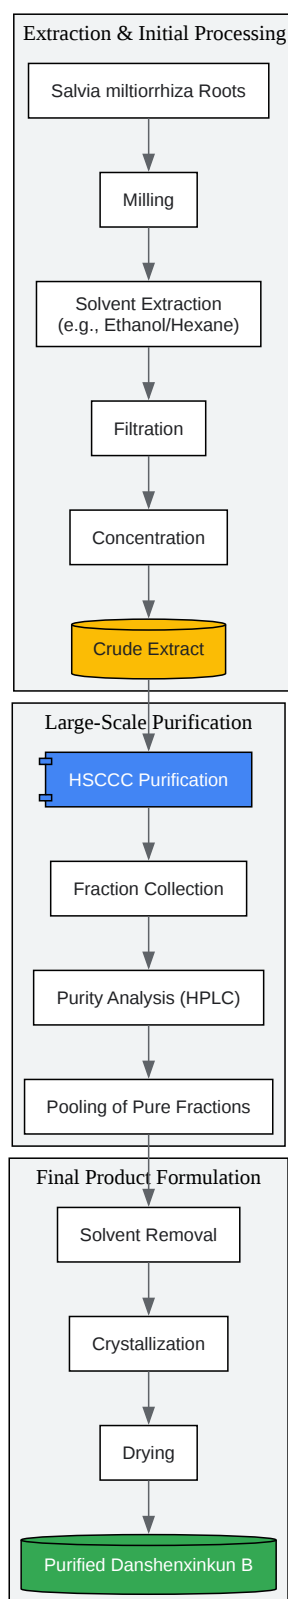 Extraction & Initial Processing
Salvia miltiorrhiza Roots
Milling
Solvent Extraction
(e.g., Ethanol/Hexane)
Filtration
Concentration
Crude Extract
Large-Scale Purification
HSCCC Purification
Fraction Collection
Purity Analysis (HPLC)
Pooling of Pure Fractions
Final Product Formulation
Solvent Removal
Crystallization
Drying
Purified Danshenxinkun B